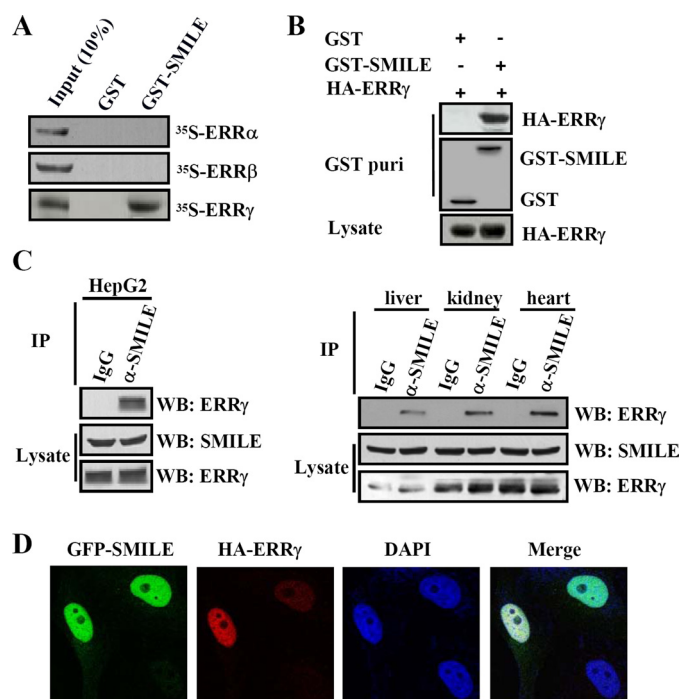 A
Input (10%)
GST
GST-SMILE
³⁵S-ERRα
³⁵S-ERRβ
³⁵S-ERRγ
B
GST + -
GST-SMILE - +
HA-ERRγ + +
GST puri
HA-ERRγ
GST-SMILE
GST
Lysate
HA-ERRγ
C
HepG2
IP
IgG
α-SMILE
WB: ERRγ
Lysate
WB: SMILE
WB: ERRγ
liver kidney heart
IP
IgG
α-SMILE
IgG
α-SMILE
IgG
α-SMILE
WB: ERRγ
Lysate
WB: SMILE
WB: ERRγ
D
GFP-SMILE HA-ERRγ DAPI Merge